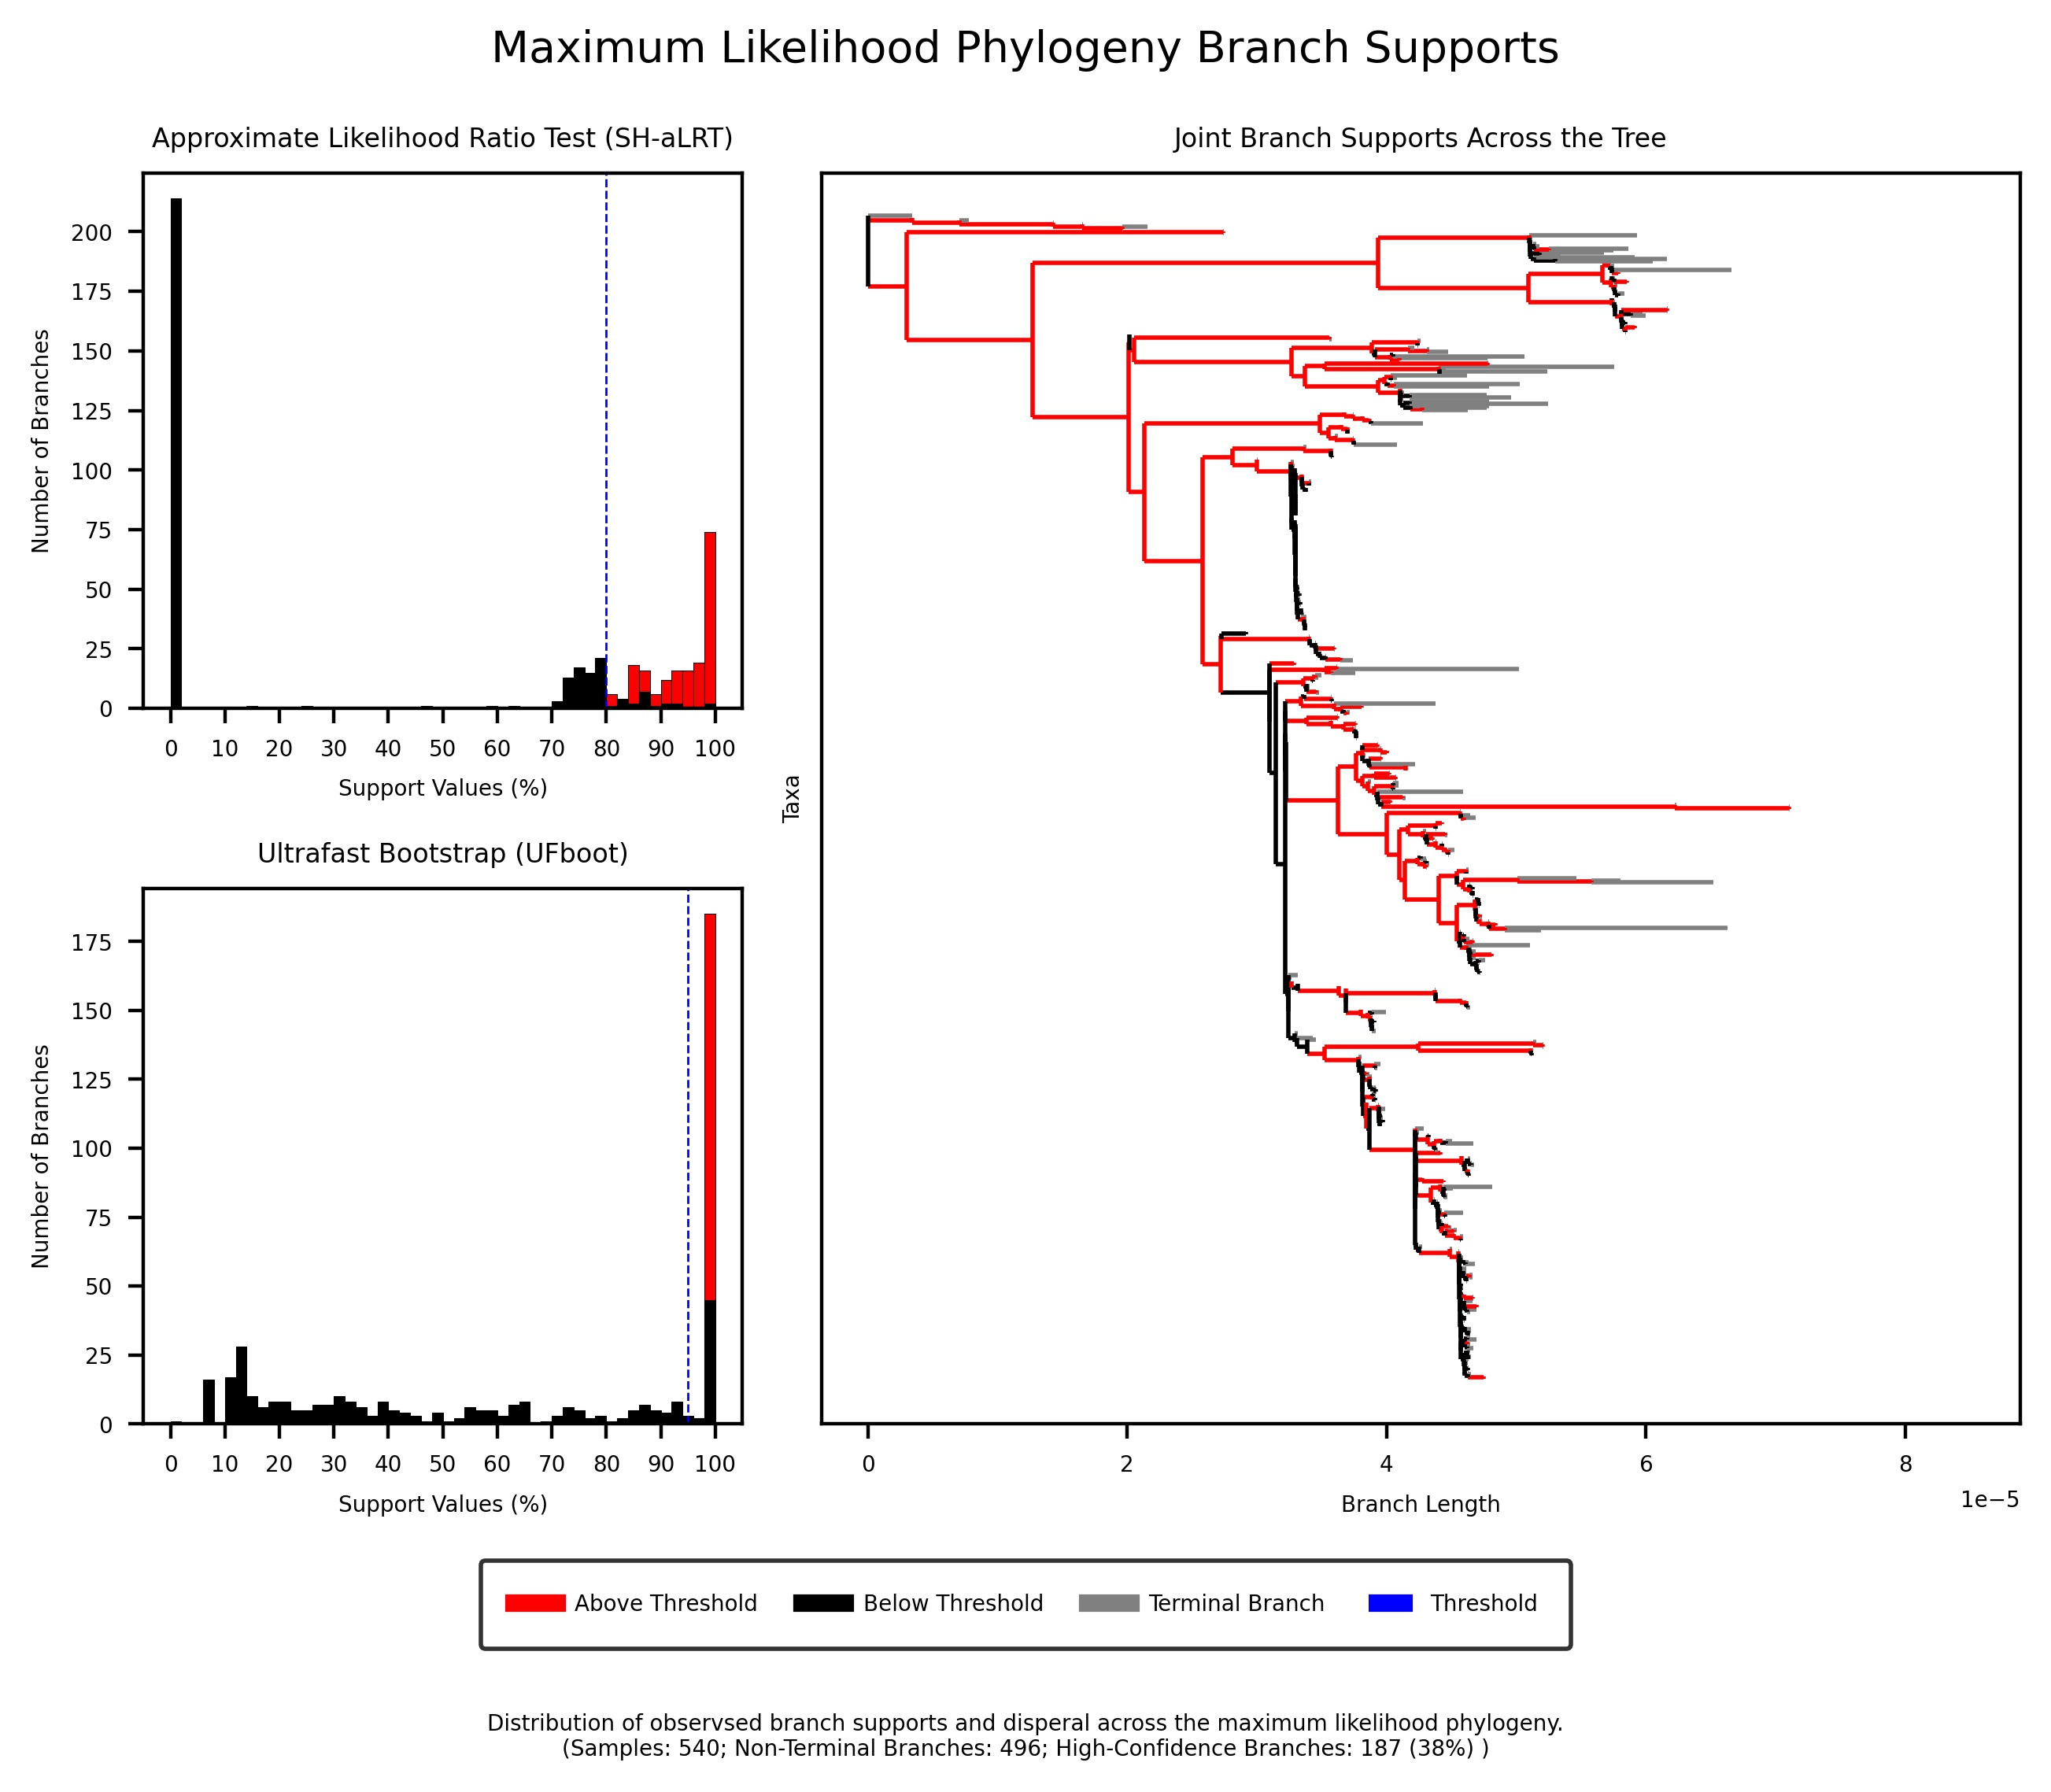 Maximum Likelihood Phylogeny Branch Supports
Approximate Likelihood Ratio Test (SH-aLRT)
Number of Branches
200
175
150
125
100
75
50
25
0
0 10 20 30 40 50 60 70 80 90 100
Support Values (%)
Ultrafast Bootstrap (UFboot)
Number of Branches
175
150
125
100
75
50
25
0
0 10 20 30 40 50 60 70 80 90 100
Support Values (%)
Joint Branch Supports Across the Tree
Taxa
0 2 4 6 8
Branch Length
1e−5
Above Threshold Below Threshold Terminal Branch Threshold
Distribution of observsed branch supports and disperal across the maximum likelihood phylogeny.
(Samples: 540; Non-Terminal Branches: 496; High-Confidence Branches: 187 (38%) )